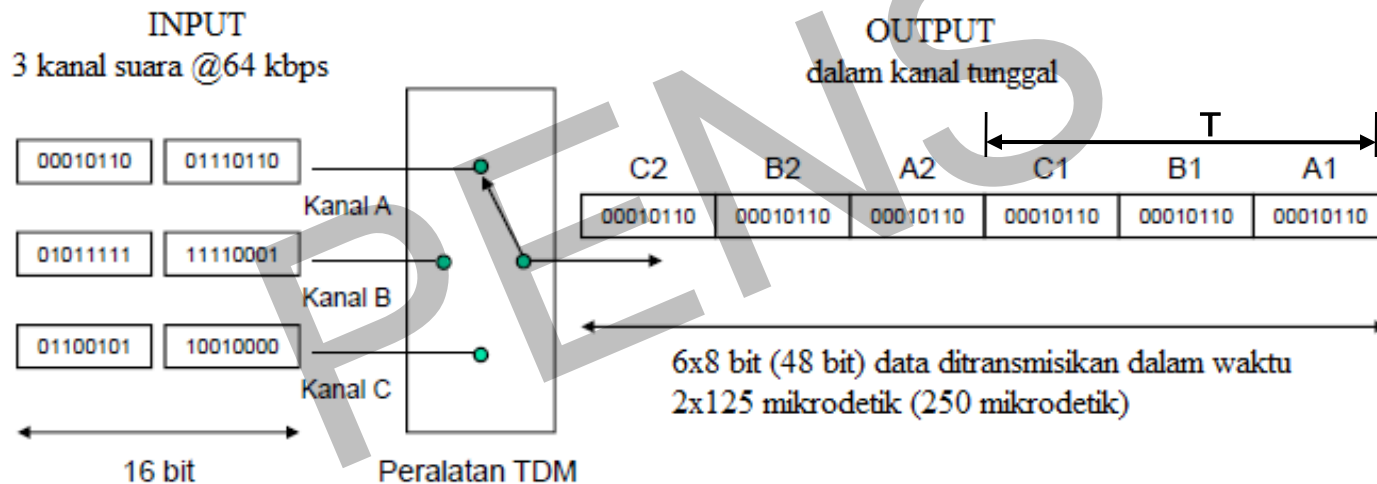 INPUT
3 kanal suara @64 kbps
OUTPUT
dalam kanal tunggal
T
00010110 01110110
Kanal A
01011111 11110001
Kanal B
01100101 10010000
Kanal C
C2 B2 A2 C1 B1 A1
00010110 00010110 00010110 00010110 00010110 00010110
6x8 bit (48 bit) data ditransmisikan dalam waktu
2x125 mikrodetik (250 mikrodetik)
16 bit
Peralatan TDM
PENS